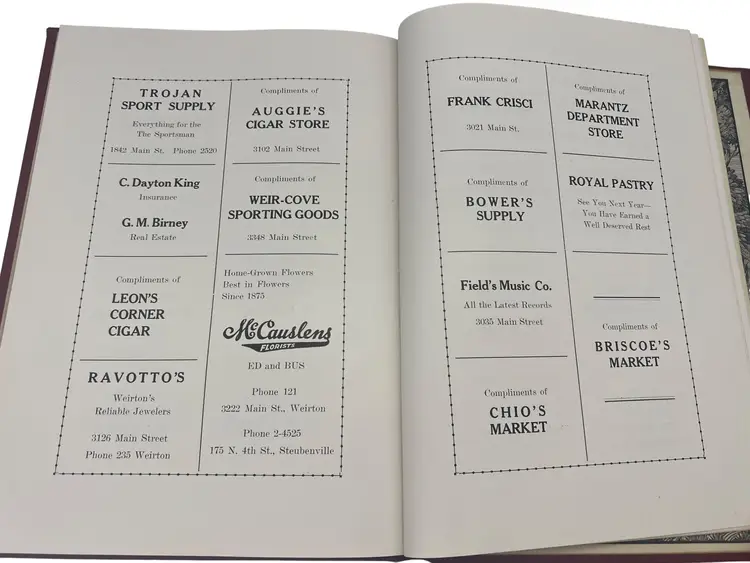 TROJAN
SPORT SUPPLY
Everything for the
The Sportsman
1842 Main St. Phone 2520
C. Dayton King
Insurance
G. M. Birney
Real Estate
Compliments of
LEON'S
CORNER
CIGAR
RAVOTTO'S
Weirton's
Reliable Jewelers
3126 Main Street
Phone 235 Weirton
Compliments of
AUGGIE'S
CIGAR STORE
3102 Main Street
Compliments of
WEIR-COVE
SPORTING GOODS
3348 Main Street
Home-Grown Flowers
Best in Flowers
Since 1875
McCauslens
FLORISTS
ED and BUS
Phone 121
3222 Main St., Weirton
Phone 2-4525
175 N. 4th St., Steubenville
Compliments of
FRANK CRISCI
3021 Main St.
Compliments of
BOWER'S
SUPPLY
Field's Music Co.
All the Latest Records
3035 Main Street
Compliments of
CHIO'S
MARKET
Compliments of
MARANTZ
DEPARTMENT
STORE
ROYAL PASTRY
See You Next Year—
You Have Earned a
Well Deserved Rest
Compliments of
BRISCOE'S
MARKET